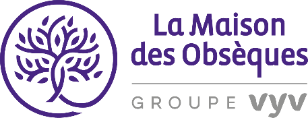 La Maison
des Obsèques
GROUPE vyv